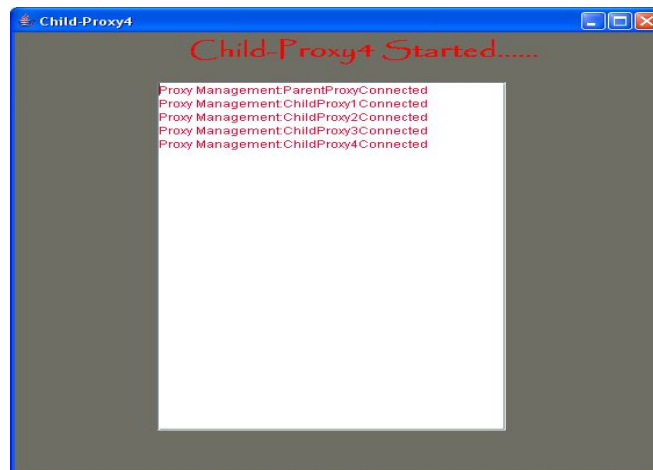 Child-Proxy4
Child-Proxy4 Started......
Proxy Management:ParentProxyConnected
Proxy Management:ChildProxy1Connected
Proxy Management:ChildProxy2Connected
Proxy Management:ChildProxy3Connected
Proxy Management:ChildProxy4Connected